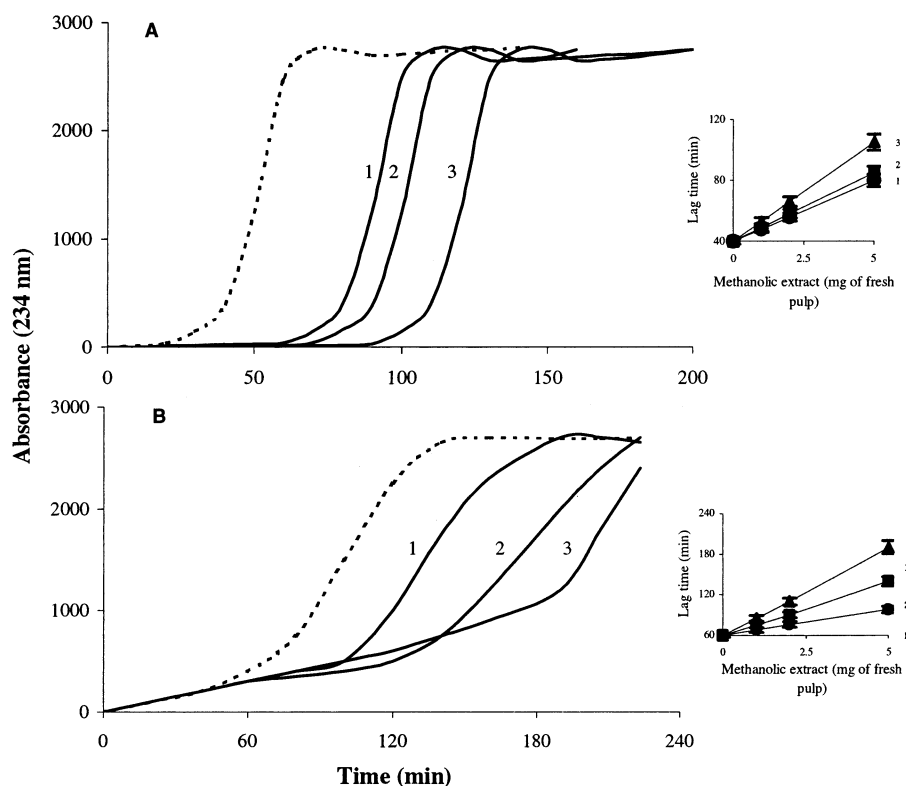 Absorbance (234 nm)
A
3000
2000
1000
0
1 2 3
0 50 100 150 200
Lag time (min)
120
80
40
3
2
1
0 2.5 5
Methanolic extract (mg of fresh
pulp)
B
3000
2000
1000
0
1 2 3
0 60 120 180 240
Time (min)
Lag time (min)
240
190
120
60
1
0 2.5 5
Methanolic extract (mg of fresh
pulp)